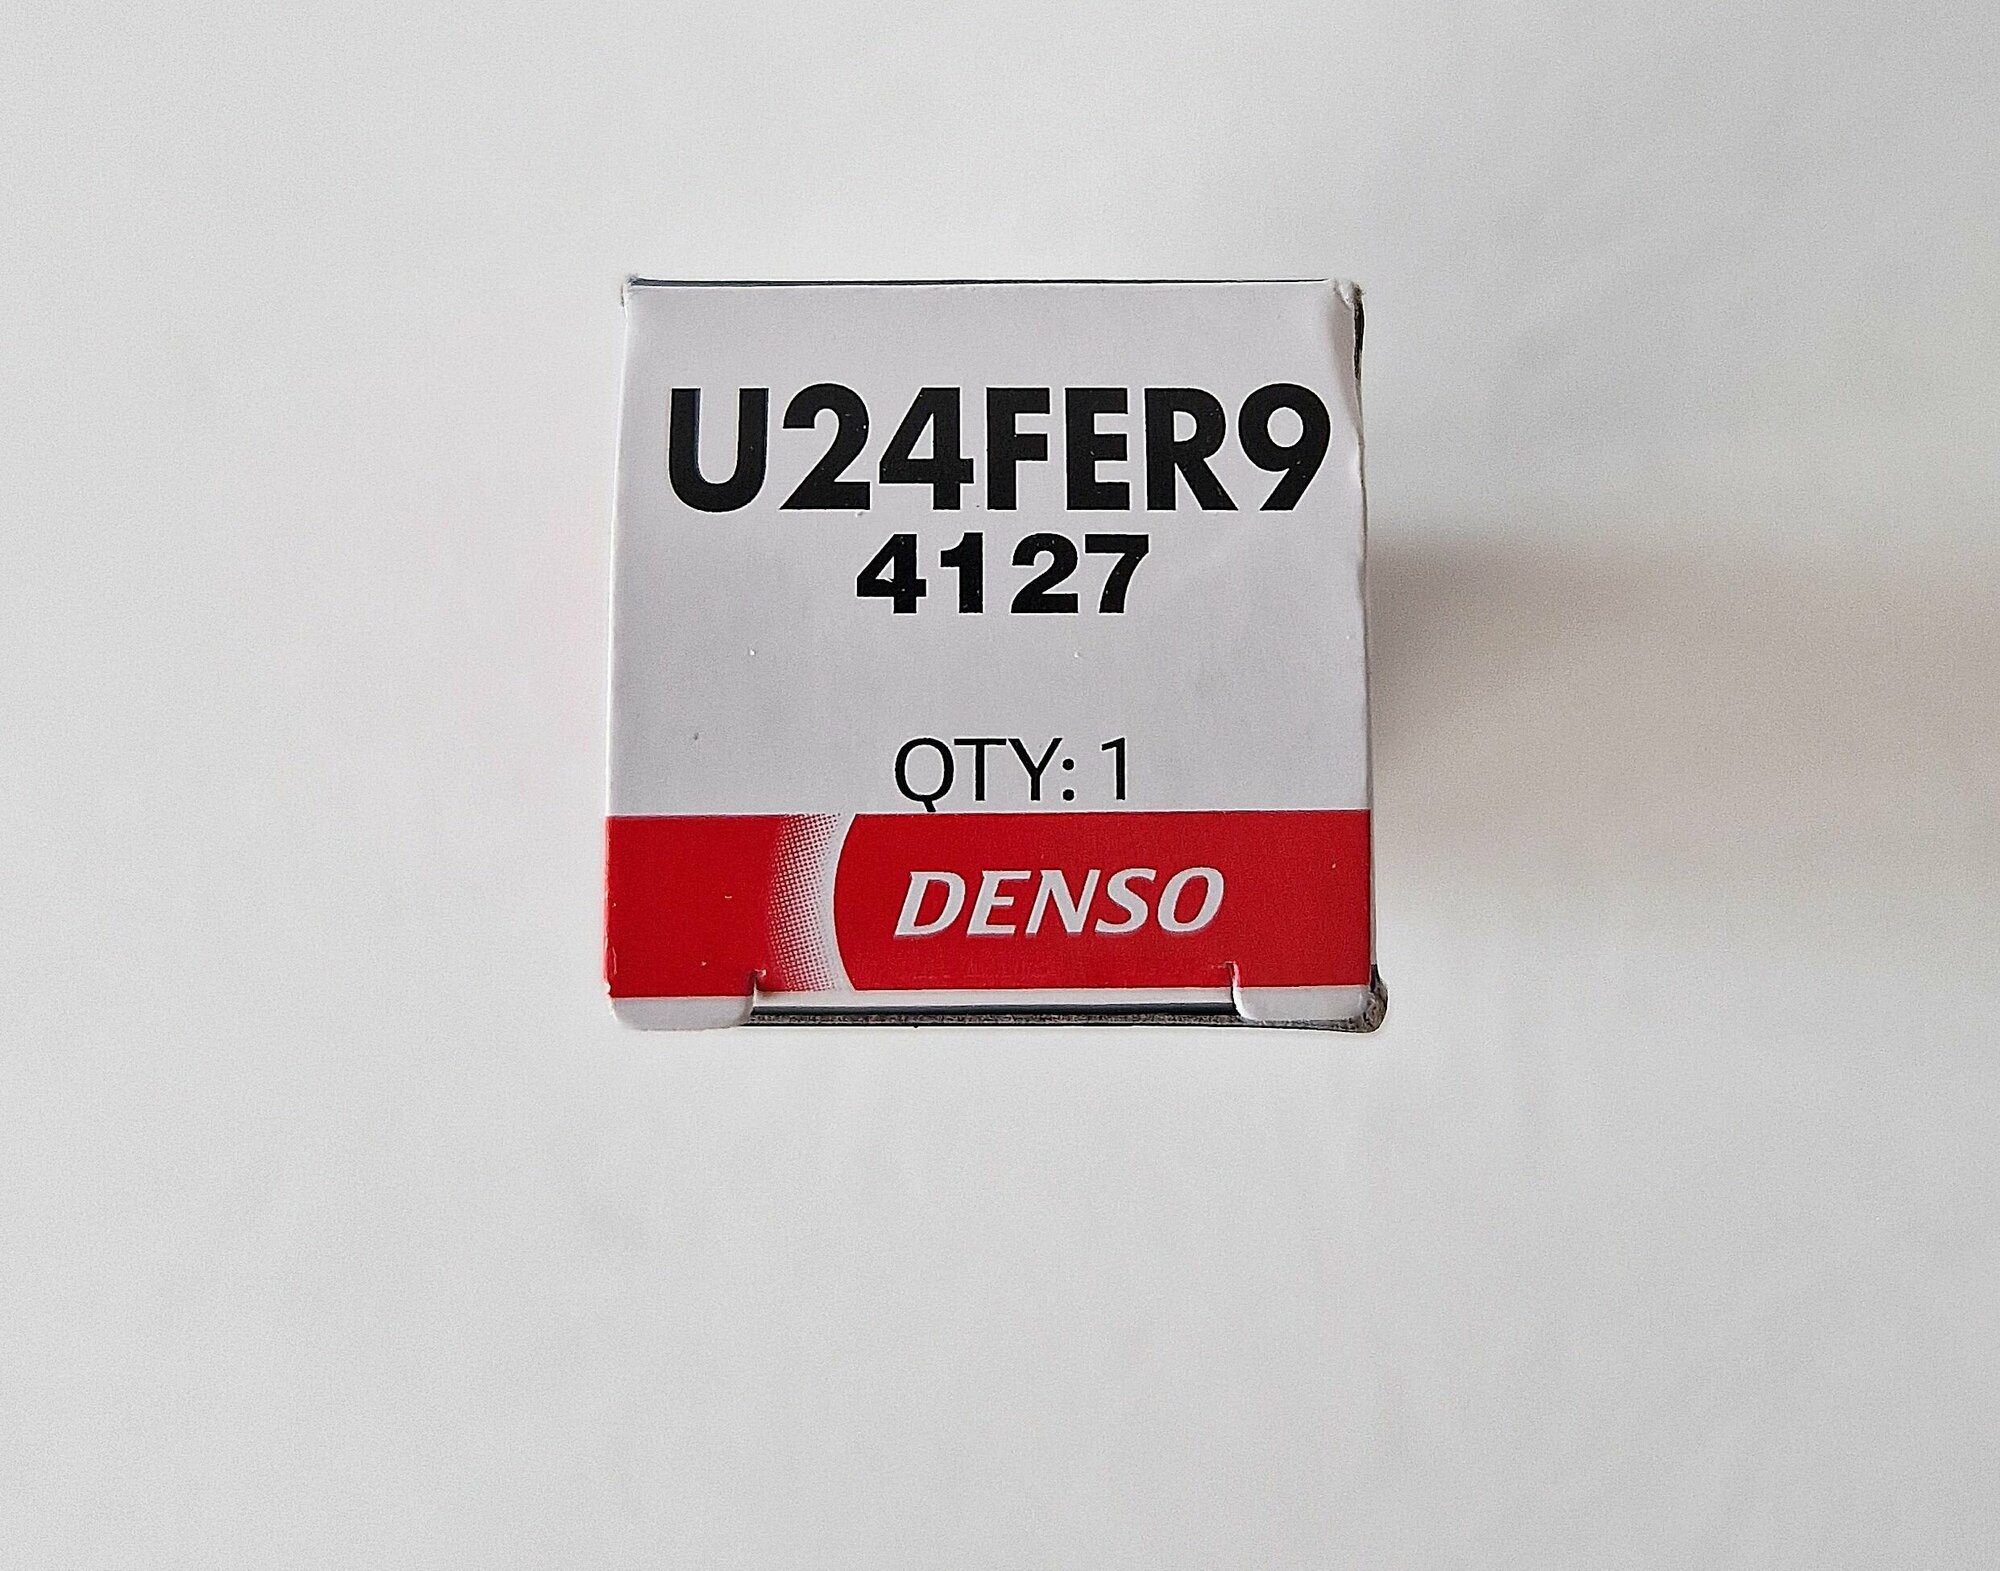 U24FER9
4127
QTY: 1
DENSO